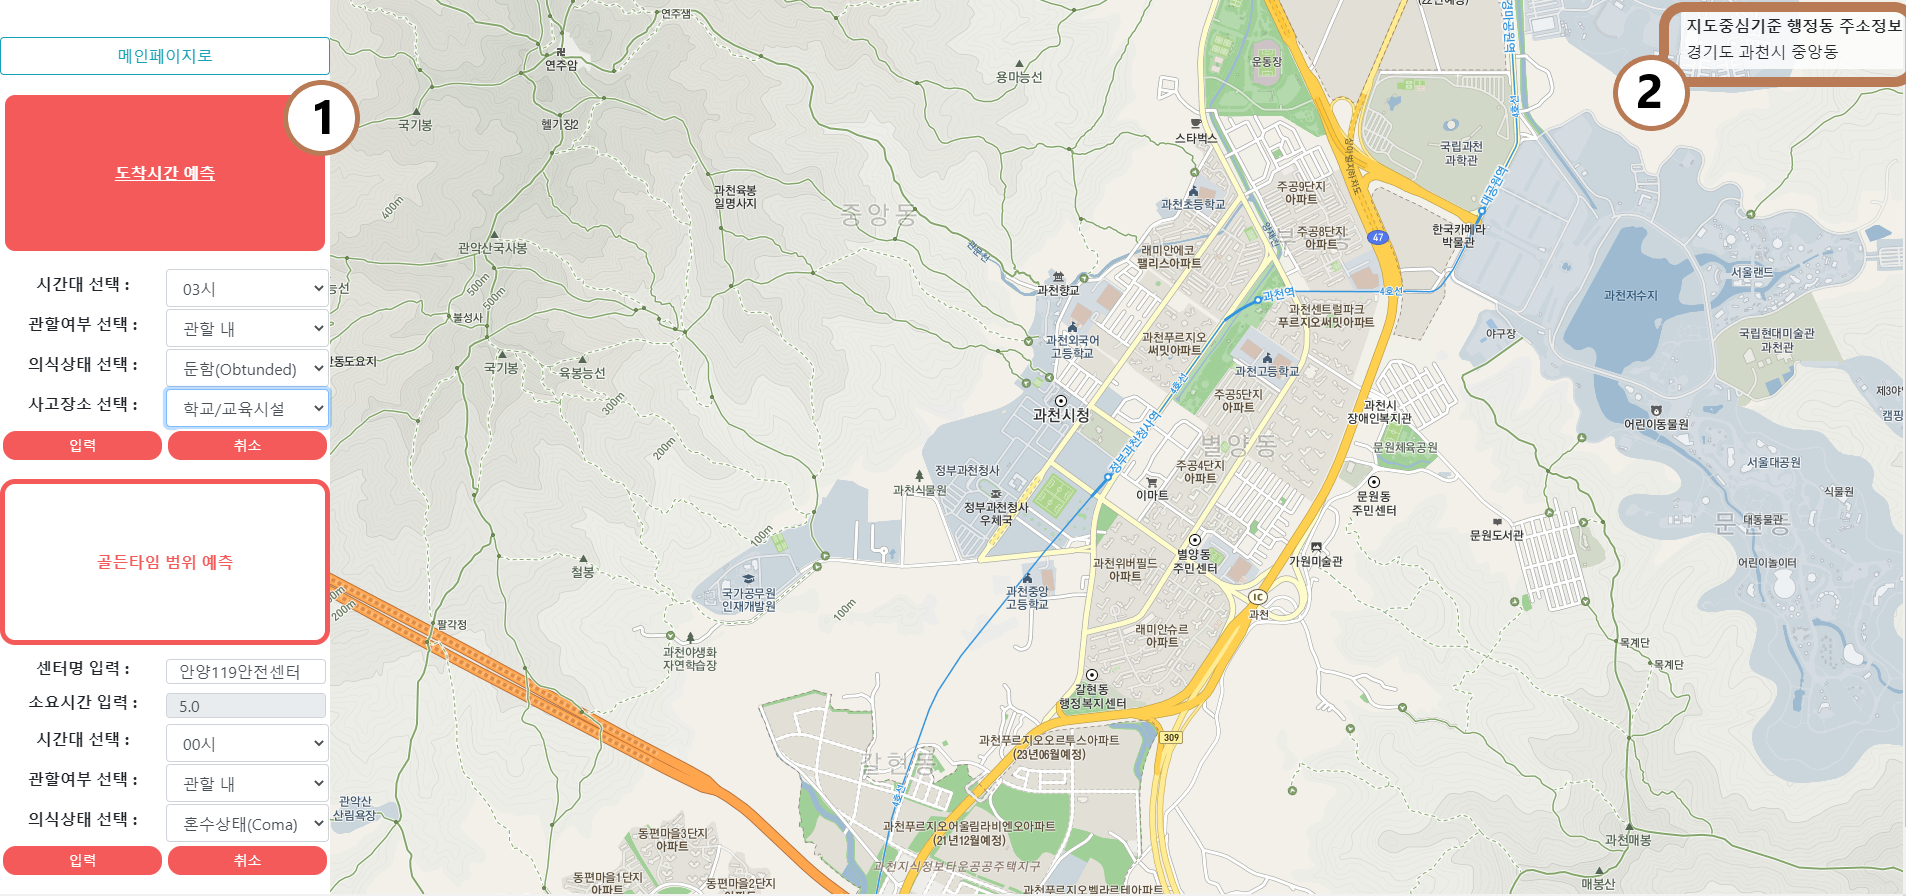 메인페이지로
1
도착시간 예측
시간대 선택 :
03시
관할여부 선택 :
관할 내
의식상태 선택 :
둔함(Obtunded)
사고장소 선택 :
학교/교육시설
입력
취소
골든타임 범위 예측
센터명 입력 :
안양119안전센터
소요시간 입력 :
5.0
시간대 선택 :
00시
관할여부 선택 :
관할 내
의식상태 선택 :
혼수상태(Coma)
입력
취소
지도중심기준 행정동 주소정보
경기도 과천시 중앙동
2
연주샘
연주암
용마능선
운동장
국기봉
헬기장2
스타벅스
국립과천
과학관
과천육봉
일명사지
중앙동
과천초등학교
주공9단지
아파트
대공원역
400m
관악산국사봉
관문천
래미안에코
팰리스아파트
양재천
주공8단지
아파트
47
한국카메라
박물관
서울랜드
500m
500m
과천향교
과천역
4호선
과천저수지
불성사
과천외국어
고등학교
과천푸르지오
써밋아파트
과천센트럴파크
푸르지오써밋아파트
야구장
국립현대미술관
과천관
국기봉
육봉능선
과천고등학교
300m
과천시청
4호선
주공5단지
아파트
과천시
장애인복지관
어린이동물원
200m
정부과천청사역
별양동
문원체육공원
서울대공원
정부과천청사
과천식물원
주공4단지
아파트
이마트
정부과천청사
우체국
문원동
주민센터
식물원
문원도서관
대동물관
100m
별양동
주민센터
가원미술관
과천위버필드
아파트
철봉
국가공무원
인재개발원
과천중앙
고등학교
어린이놀이터
IC
과천
200m
100m
팔각정
래미안슈르
아파트
과천야생화
자연학습장
목계단
목계단
갈현동
행정복지센터
309
과천푸르지오오르투스아파트
(23년06월예정)
갈현동
4호선
관악산
산림욕장
동편마을3단지
아파트
과천푸르지오어울림라비엔오아파트
(21년12월예정)
과천지식정보타운공공주택지구
과천매봉
동편마을1단지
아파트
동편마을2단지
아파트
과천푸르지오벨라르테아파트
매봉산